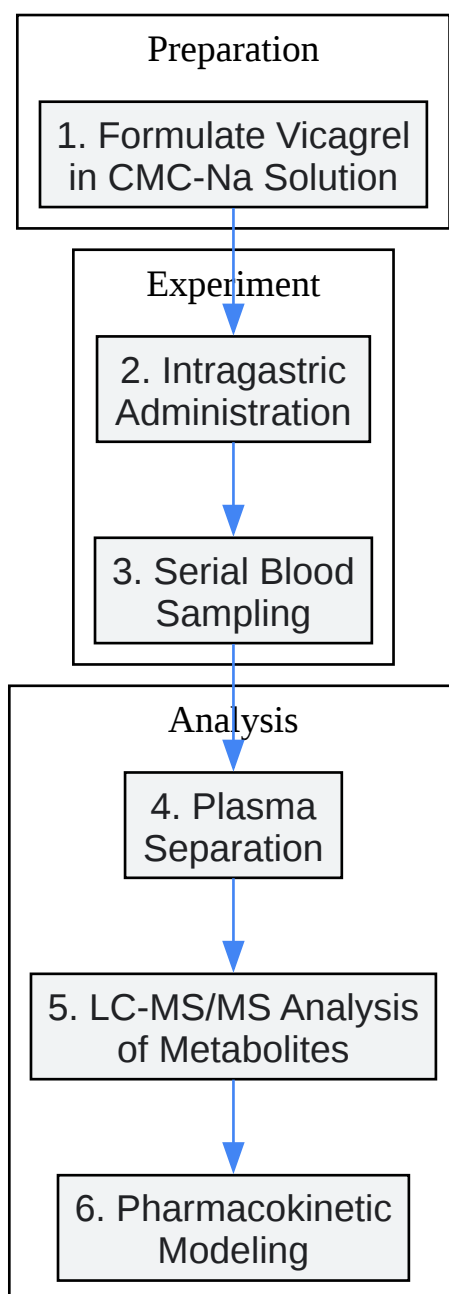 Preparation
1. Formulate Vicagrel
in CMC-Na Solution
Experiment
2. Intragastric
Administration
3. Serial Blood
Sampling
Analysis
4. Plasma
Separation
5. LC-MS/MS Analysis
of Metabolites
6. Pharmacokinetic
Modeling